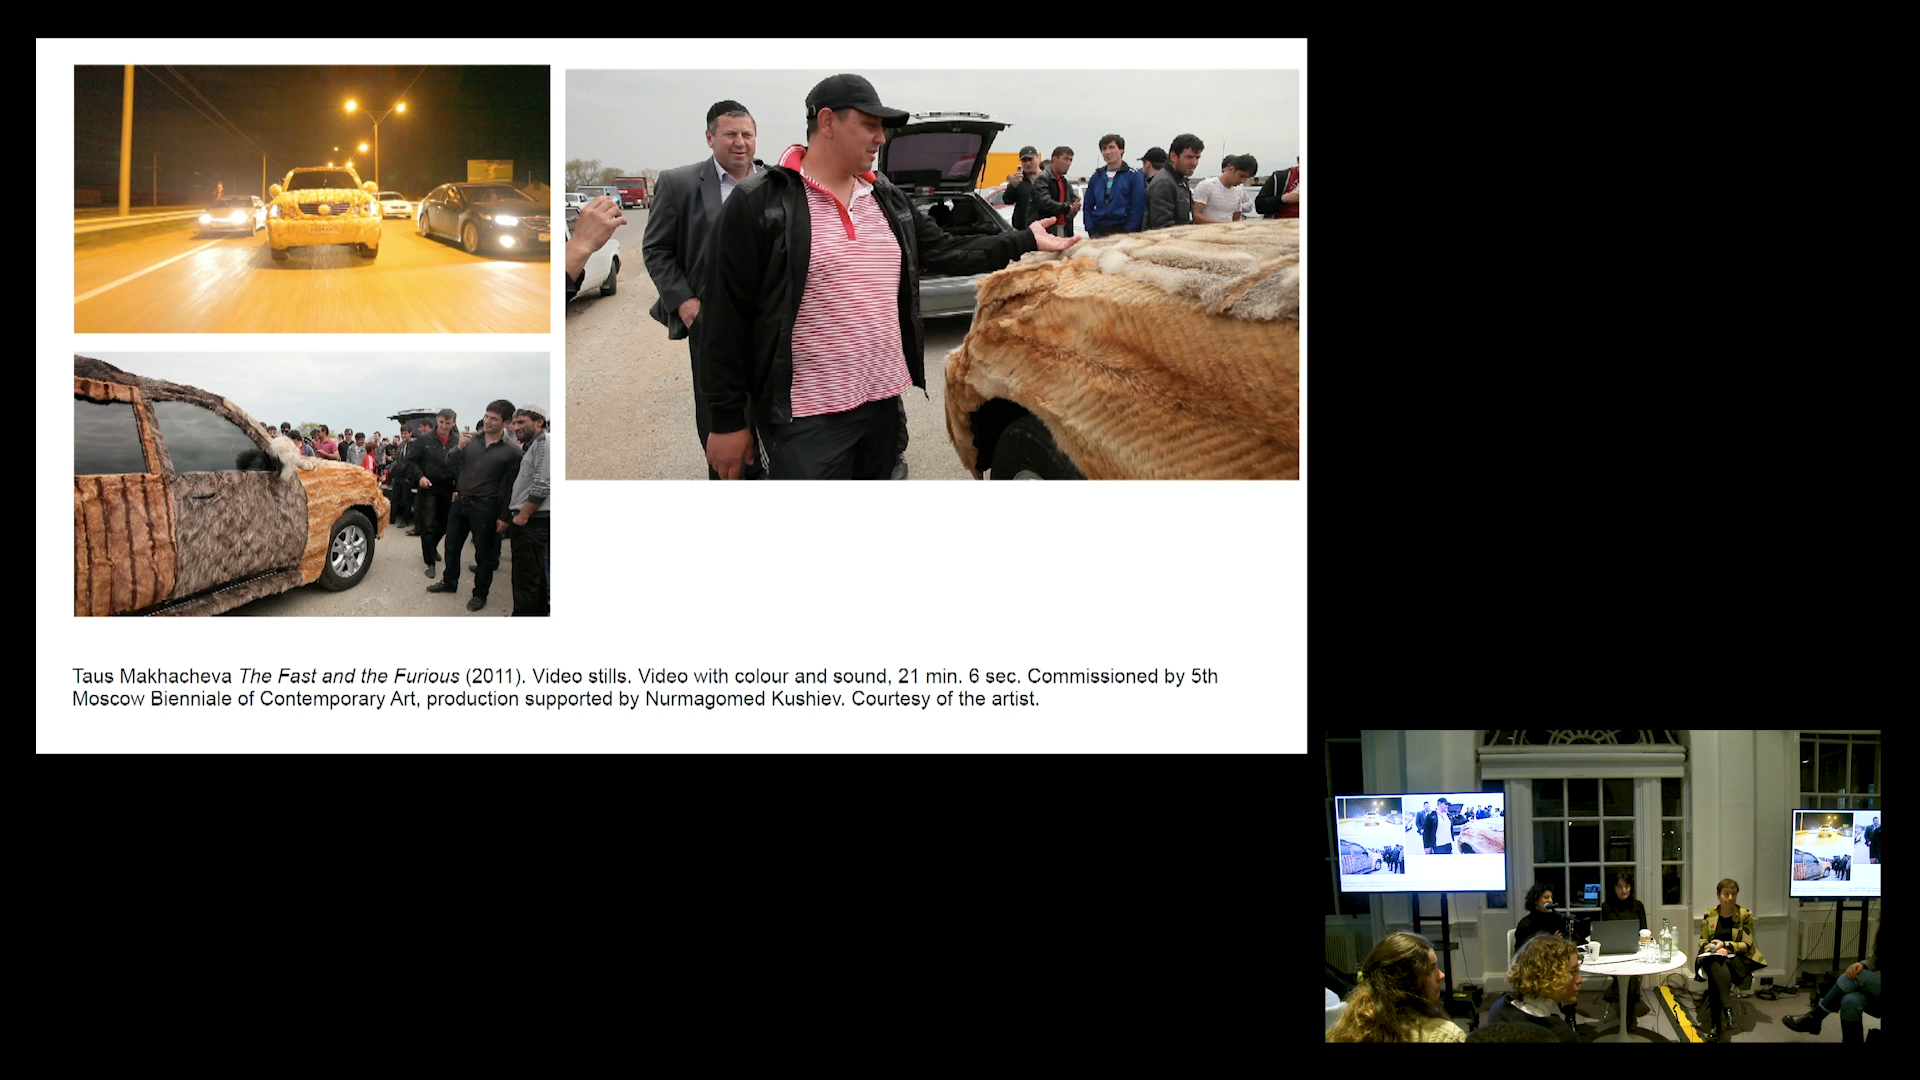 Taus Makhacheva The Fast and the Furious (2011). Video stills. Video with colour and sound, 21 min. 6 sec. Commissioned by 5th
Moscow Bienniale of Contemporary Art, production supported by Nurmagomed Kushiev. Courtesy of the artist.